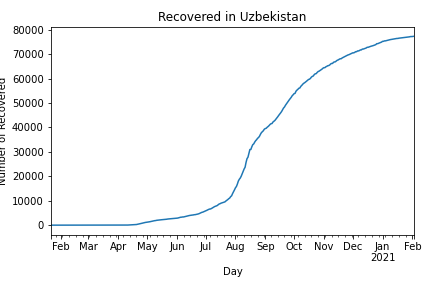 Recovered in Uzbekistan
80000
70000
60000
50000
40000
30000
20000
10000
0
Number of Recovered
Feb Mar Apr May Jun Jul Aug Sep Oct Nov Dec Jan Feb
2021
Day